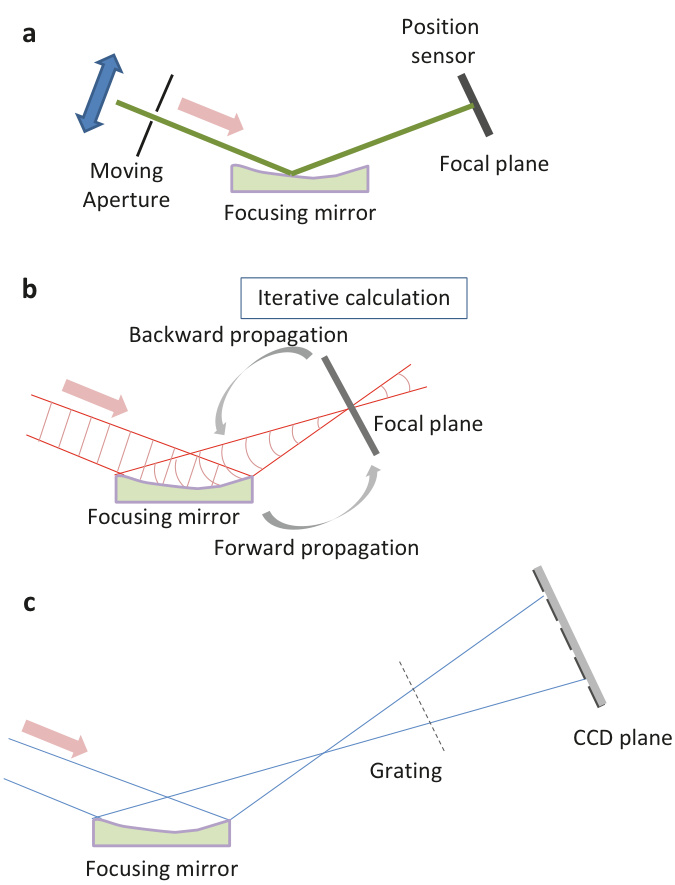 a
Position
sensor
Moving
Aperture
Focal plane
Focusing mirror
b
Iterative calculation
Backward propagation
Focal plane
Focusing mirror
Forward propagation
c
CCD plane
Grating
Focusing mirror